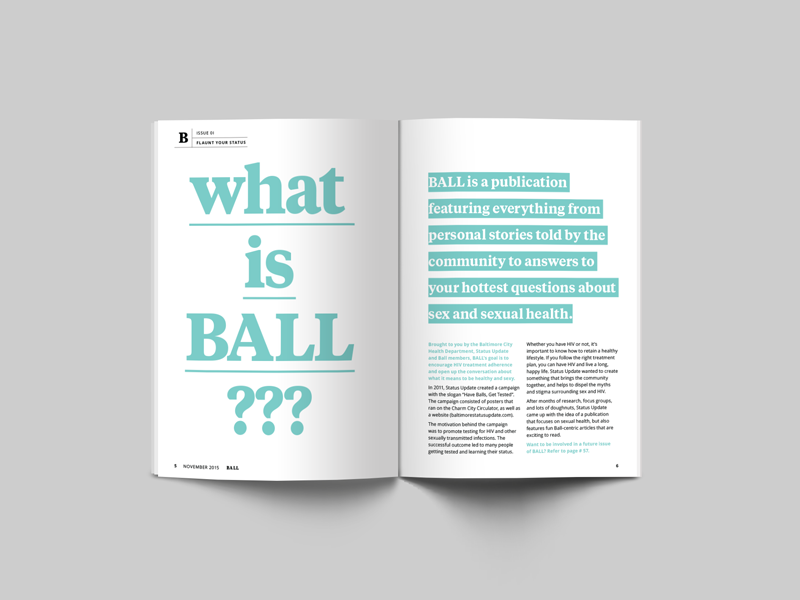 B
ISSUE 01
FLAUNT YOUR STATUS
what
is
BALL
???
5 NOVEMBER 2015 BALL
BALL is a publication
featuring everything from
personal stories told by the
community to answers to
your hottest questions about
sex and sexual health.
Brought to you by the Baltimore City
Health Department, Status Update
and Ball members, BALL's goal is to
encourage HIV treatment adherence
and open up the conversation about
what it means to be healthy and sexy.
In 2011, Status Update created a campaign
with the slogan "Have Balls, Get Tested".
The campaign consisted of posters that
ran on the Charm City Circulator, as well as
a website (baltimorestatusupdate.com).
The motivation behind the campaign
was to promote testing for HIV and other
sexually transmitted infections. The
successful outcome led to many people
getting tested and learning their status.
Whether you have HIV or not, it's
important to know how to retain a healthy
lifestyle. If you follow the right treatment
plan, you can have HIV and live a long,
happy life. Status Update wanted to create
something that brings the community
together, and helps to dispel the myths
and stigma surrounding sex and HIV.
After months of research, focus groups,
and lots of doughnuts, Status Update
came up with the idea of a publication
that focuses on sexual health, but also
features fun Ball-centric articles that are
exciting to read.
Want to be involved in a future issue
of BALL? Refer to page # 57.
6